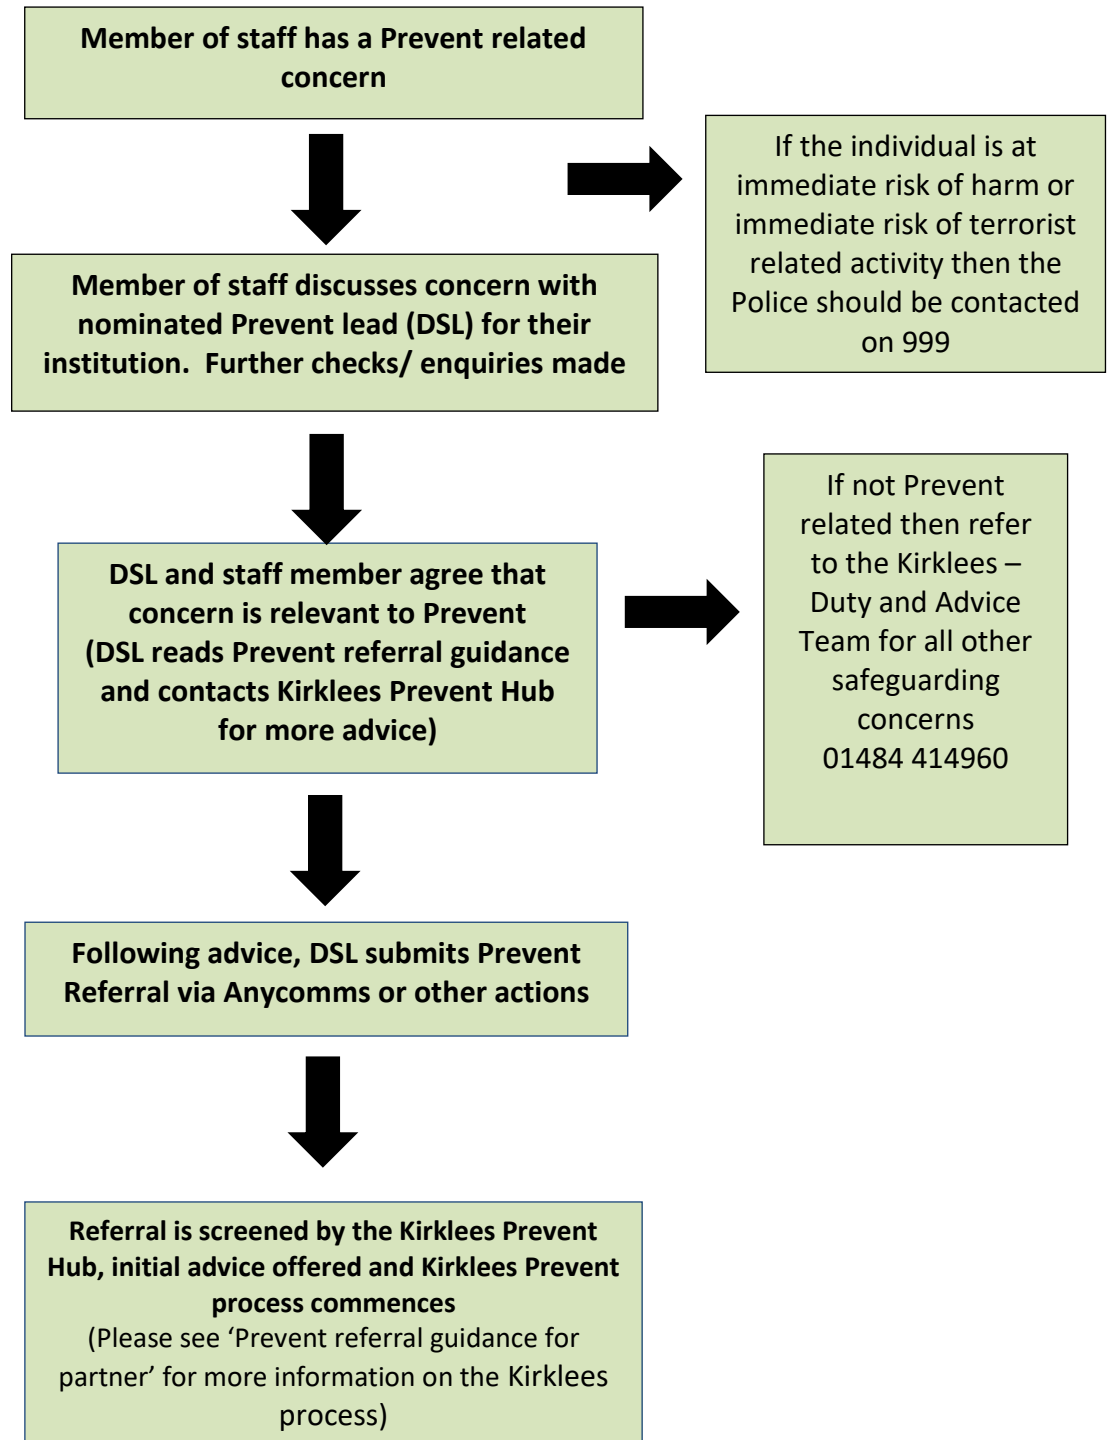 Member of staff has a Prevent related
concern
If the individual is at
immediate risk of harm or
immediate risk of terrorist
related activity then the
Police should be contacted
on 999
Member of staff discusses concern with
nominated Prevent lead (DSL) for their
institution.  Further checks/ enquiries made
DSL and staff member agree that
concern is relevant to Prevent
(DSL reads Prevent referral guidance
and contacts Kirklees Prevent Hub
for more advice)
If not Prevent
related then refer
to the Kirklees –
Duty and Advice
Team for all other
safeguarding
concerns
01484 414960
Following advice, DSL submits Prevent
Referral via Anycomms or other actions
Referral is screened by the Kirklees Prevent
Hub, initial advice offered and Kirklees Prevent
process commences
(Please see ‘Prevent referral guidance for
partner’ for more information on the Kirklees
process)